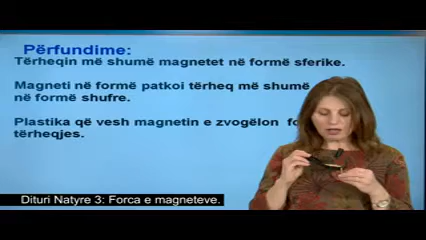 Përfundime:
Tërheqin më shumë magnetet në formë sferike.
Magneti në formë patkoi tërheq më shumë
në formë shufre.
Plastika që vesh magnetin e zvogëlon fo
tërheqjes.
Dituri Natyre 3: Forca e magneteve.